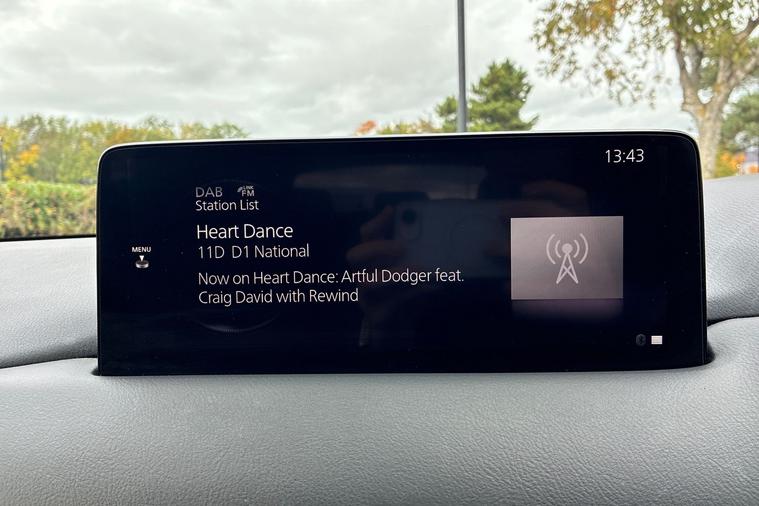 13:43
DAB LINK FM
Station List
Heart Dance
MENU
11D D1 National
Now on Heart Dance: Artful Dodger feat.
Craig David with Rewind